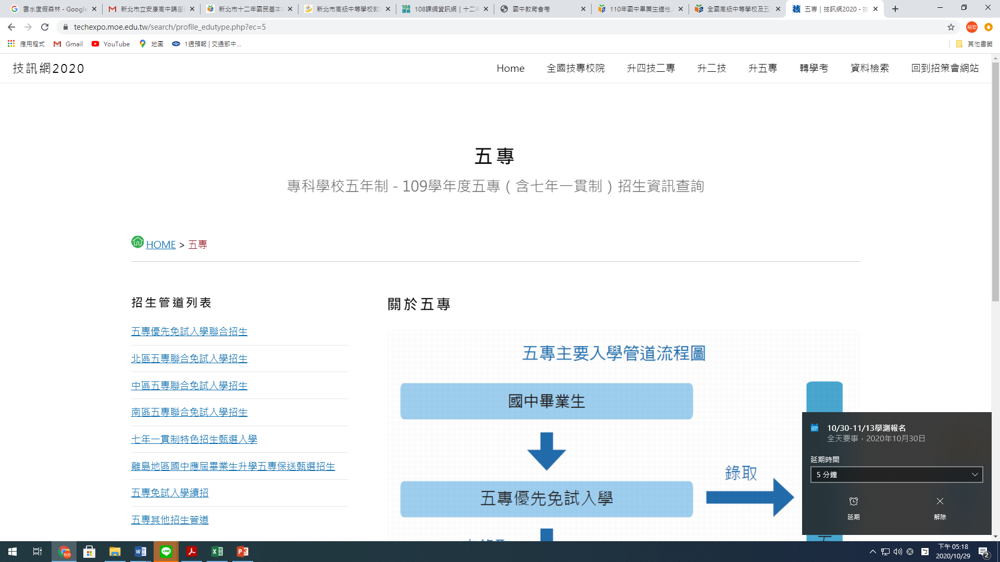 雲水度假森林 - Google
新北市立安康高中講座
新北市十二年國民基本
新北市高級中等學校教
108課綱資訊網｜十二年
國中教育會考
110年國中畢業生適性
全國高級中等學校及五
五專｜技訊網2020 - 技
techexpo.moe.edu.tw/search/profile_edutype.php?ec=5
裕宏
應用程式
Gmail
YouTube
地圖
1週預報 | 交通部中...
其他書籤
技訊網2020
Home
全國技專校院
升四技二專
升二技
升五專
轉學考
資料檢索
回到招策會網站
五專
專科學校五年制 - 109學年度五專（含七年一貫制）招生資訊查詢
HOME > 五專
招生管道列表
五專優先免試入學聯合招生
北區五專聯合免試入學招生
中區五專聯合免試入學招生
南區五專聯合免試入學招生
七年一貫制特色招生甄選入學
離島地區國中應屆畢業生升學五專保送甄選招生
五專免試入學續招
五專其他招生管道
關於五專
五專主要入學管道流程圖
國中畢業生
五專優先免試入學
錄取
10/30-11/13學測報名
全天要事，2020年10月30日
延期時間
5 分鐘
延期
解除
下午 05:18
2020/10/29
2